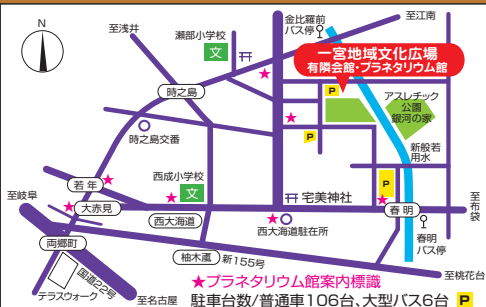 N
至浅井
瀬部小学校
文
金比羅前
バス停
至江南
一宮地域文化広場
有隣会館・プラネタリウム館
P
時之島
アスレチック
公園
銀河の家
P
時之島交番
新般若
用水
西成小学校
文
P
若年
至岐阜
大赤見
宅美神社
春明
至布袋
西大海道
西大海道駐在所
春明
バス停
両郷町
柚木颪
新155号
国道22号
至桃花台
テラスウォーク
至名古屋
★プラネタリウム館案内標識
駐車台数/普通車106台、大型バス6台 P